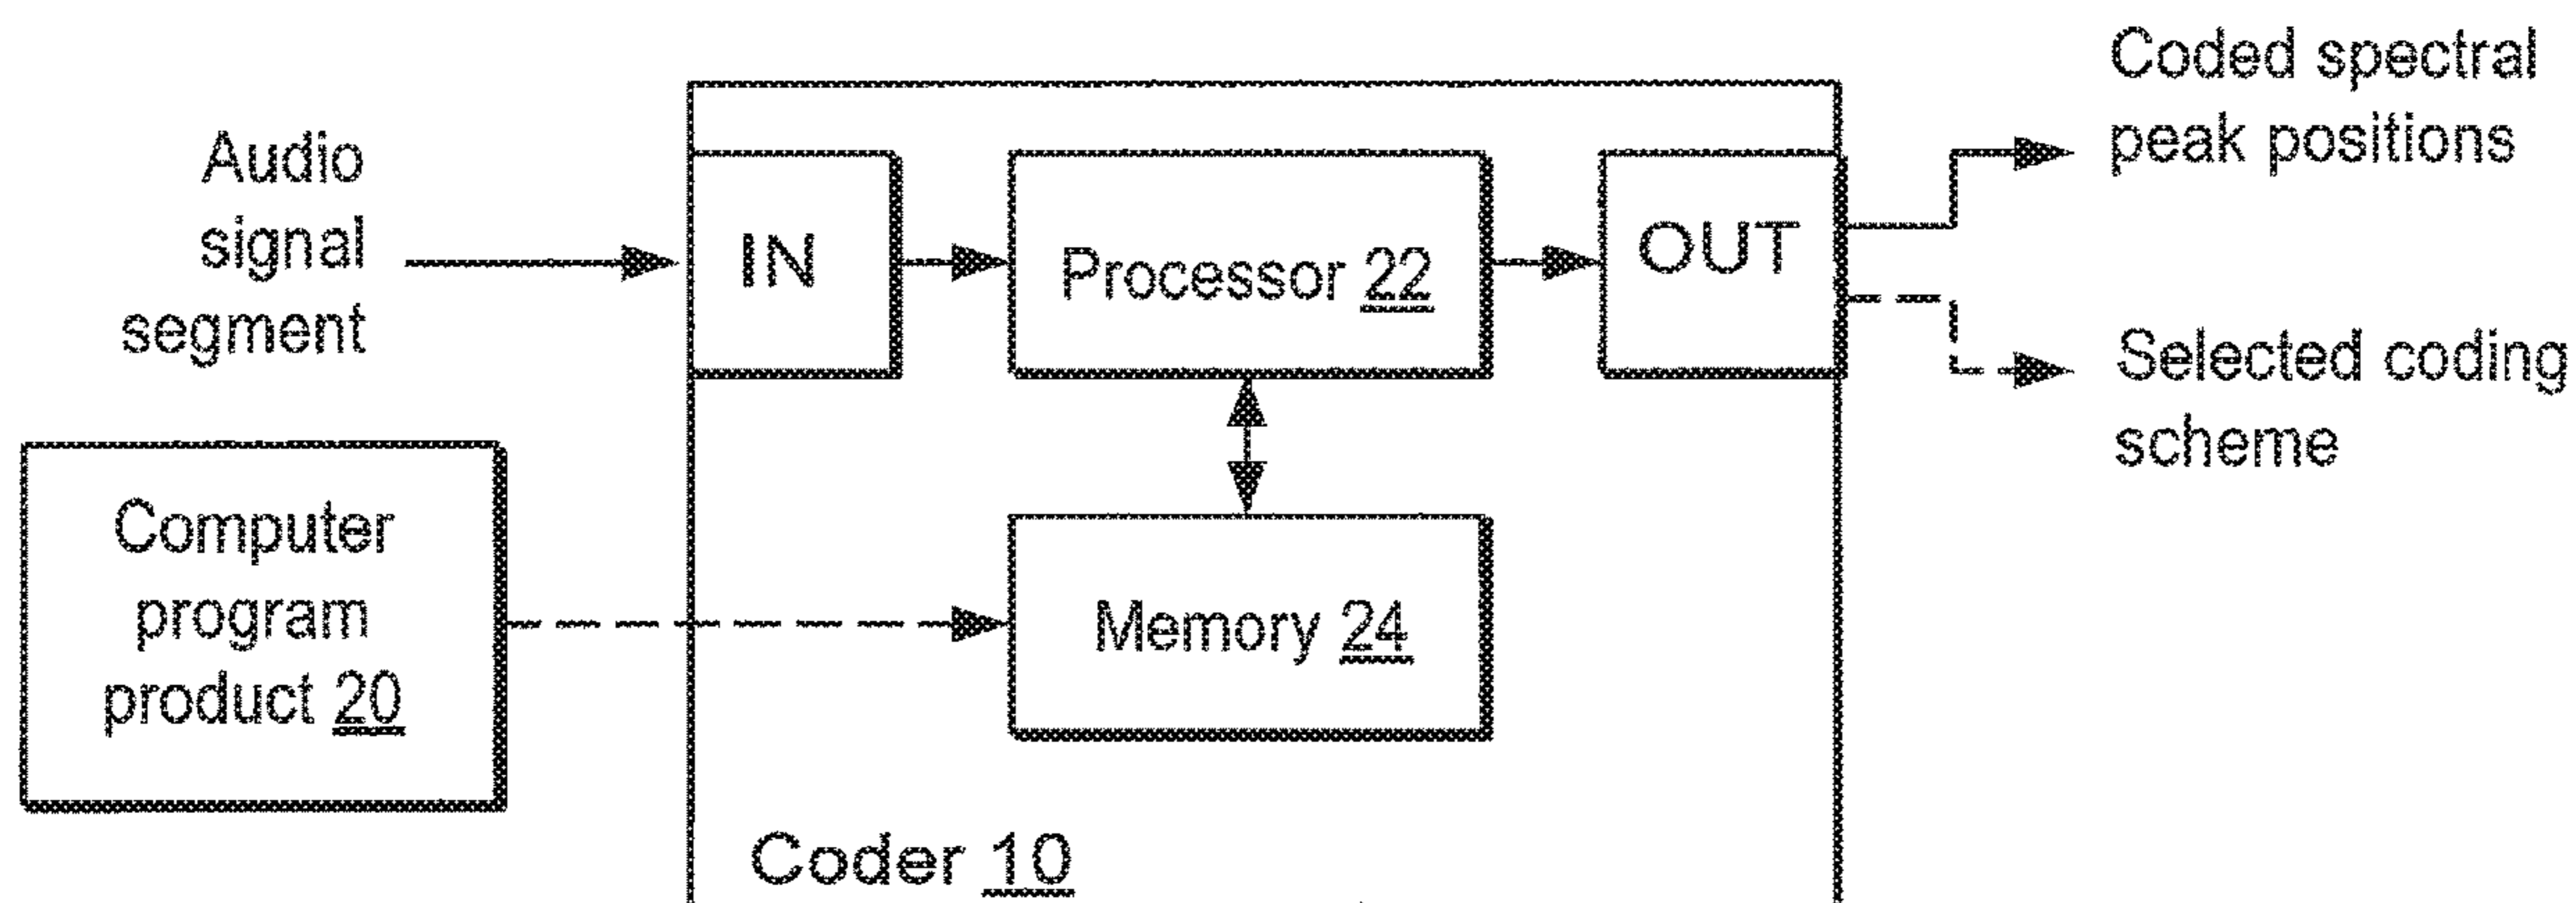 Audio
signal
segment
IN
Processor 22
OUT
Coded spectral
peak positions
Selected coding
scheme
Computer
program
product 20
Memory 24
Coder 10